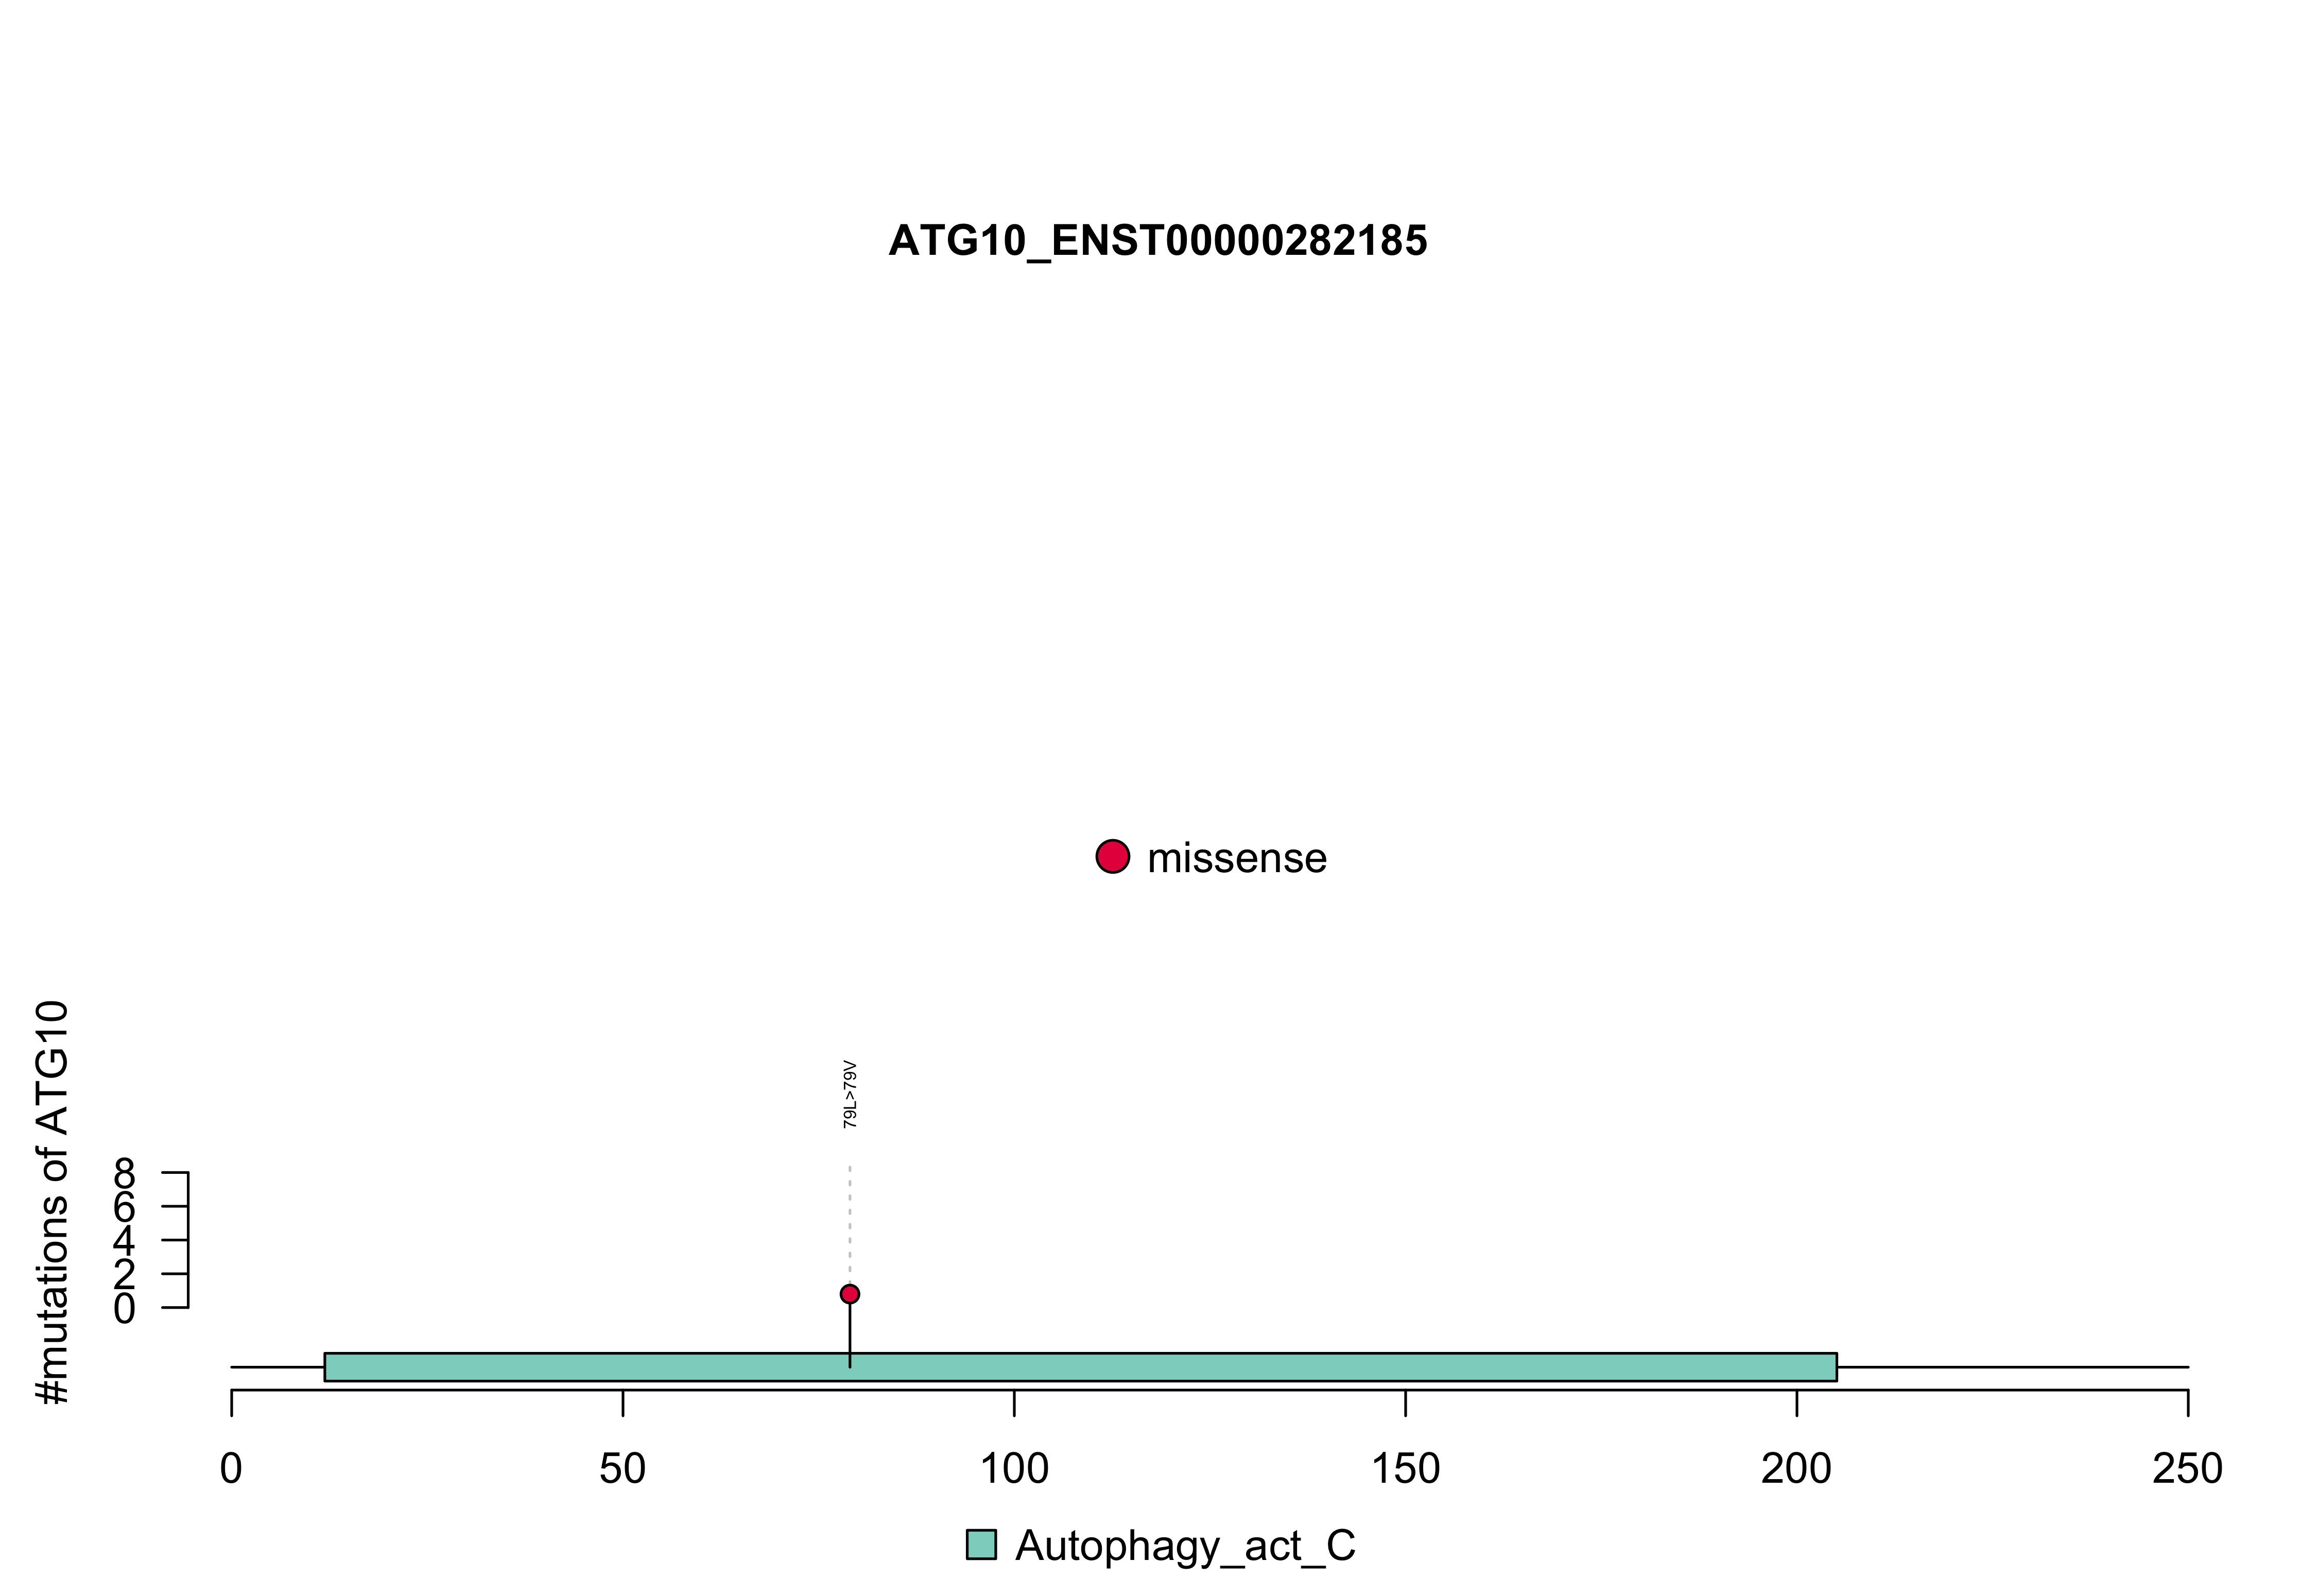 ATG10_ENST00000282185
missense
#mutations of ATG10
79L>79V
8
6
4
2
0
0 50 100 150 200 250
Autophagy_act_C